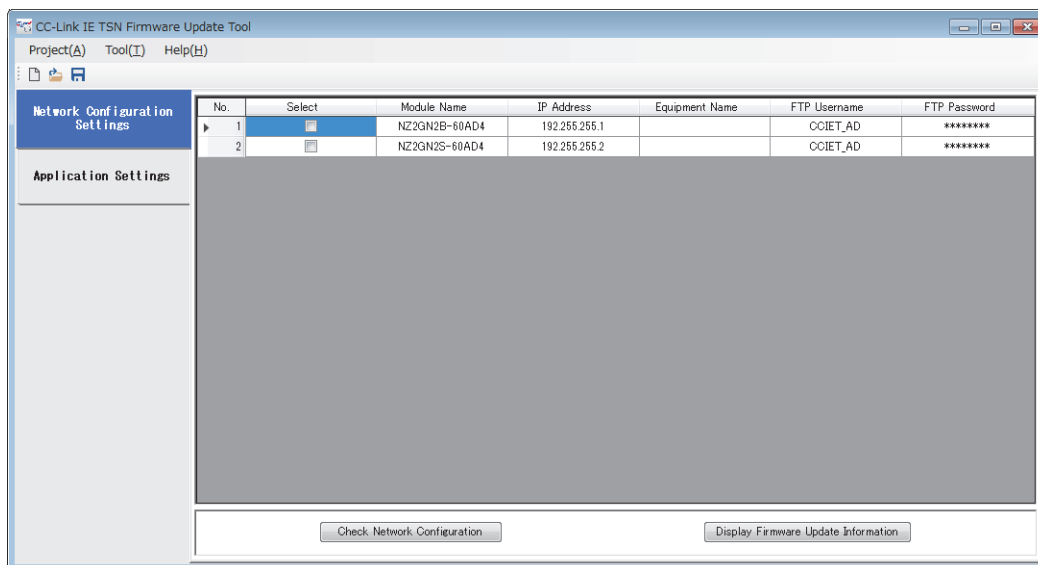 CC-Link IE TSN Firmware Update Tool
Project(A) Tool(T) Help(H)
Network Configuration
Settings
Application Settings
No. Select Module Name IP Address Equipment Name FTP Username FTP Password
1 NZ2GN2B-60AD4 192.255.255.1 CCIET_AD ********
2 NZ2GN2S-60AD4 192.255.255.2 CCIET_AD ********
Check Network Configuration Display Firmware Update Information